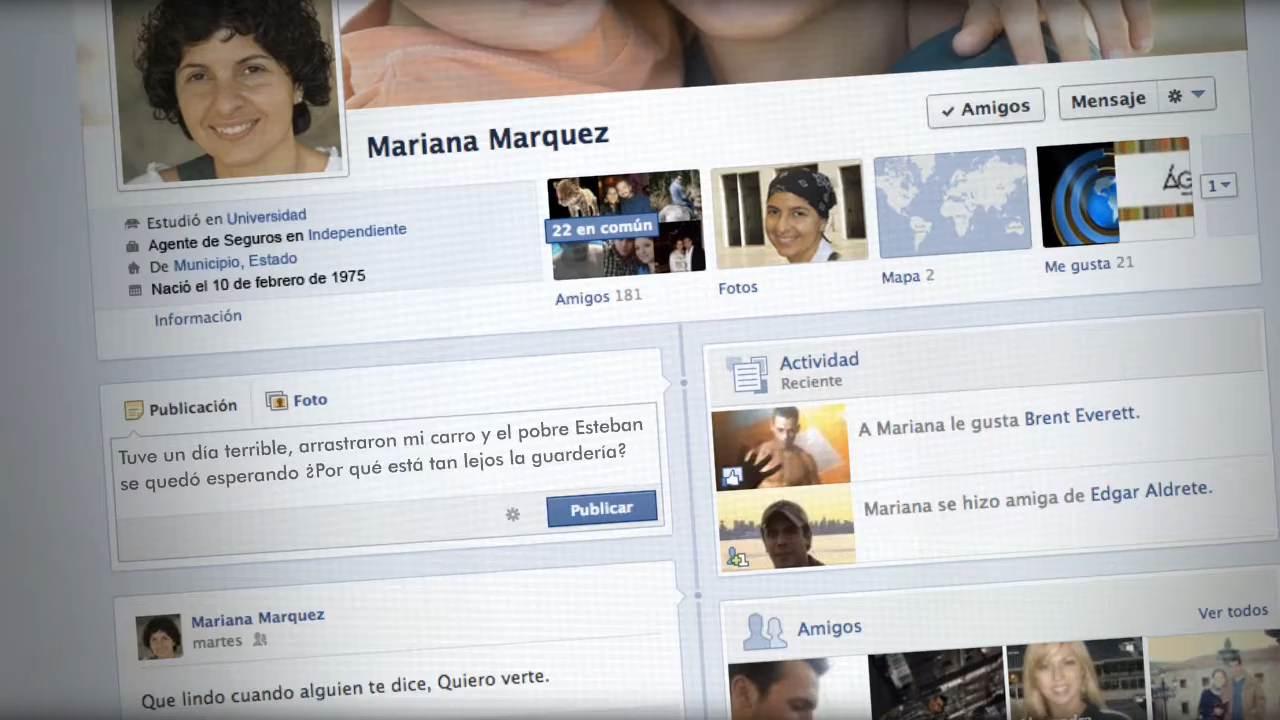 Mariana Marquez
Amigos
Mensaje
Estudió en Universidad
Agente de Seguros en Independiente
De Municipio, Estado
Nació el 10 de febrero de 1975
Información
22 en común
Amigos 181
Fotos
Mapa 2
ÁG
Me gusta 21
1
Publicación
Foto
Tuve un día terrible, arrastraron mi carro y el pobre Esteban
se quedó esperando ¿Por qué está tan lejos la guardería?
Publicar
Actividad
Reciente
A Mariana le gusta Brent Everett.
+1
Mariana se hizo amiga de Edgar Aldrete.
Mariana Marquez
martes
Que lindo cuando alguien te dice, Quiero verte.
Amigos
Ver todos